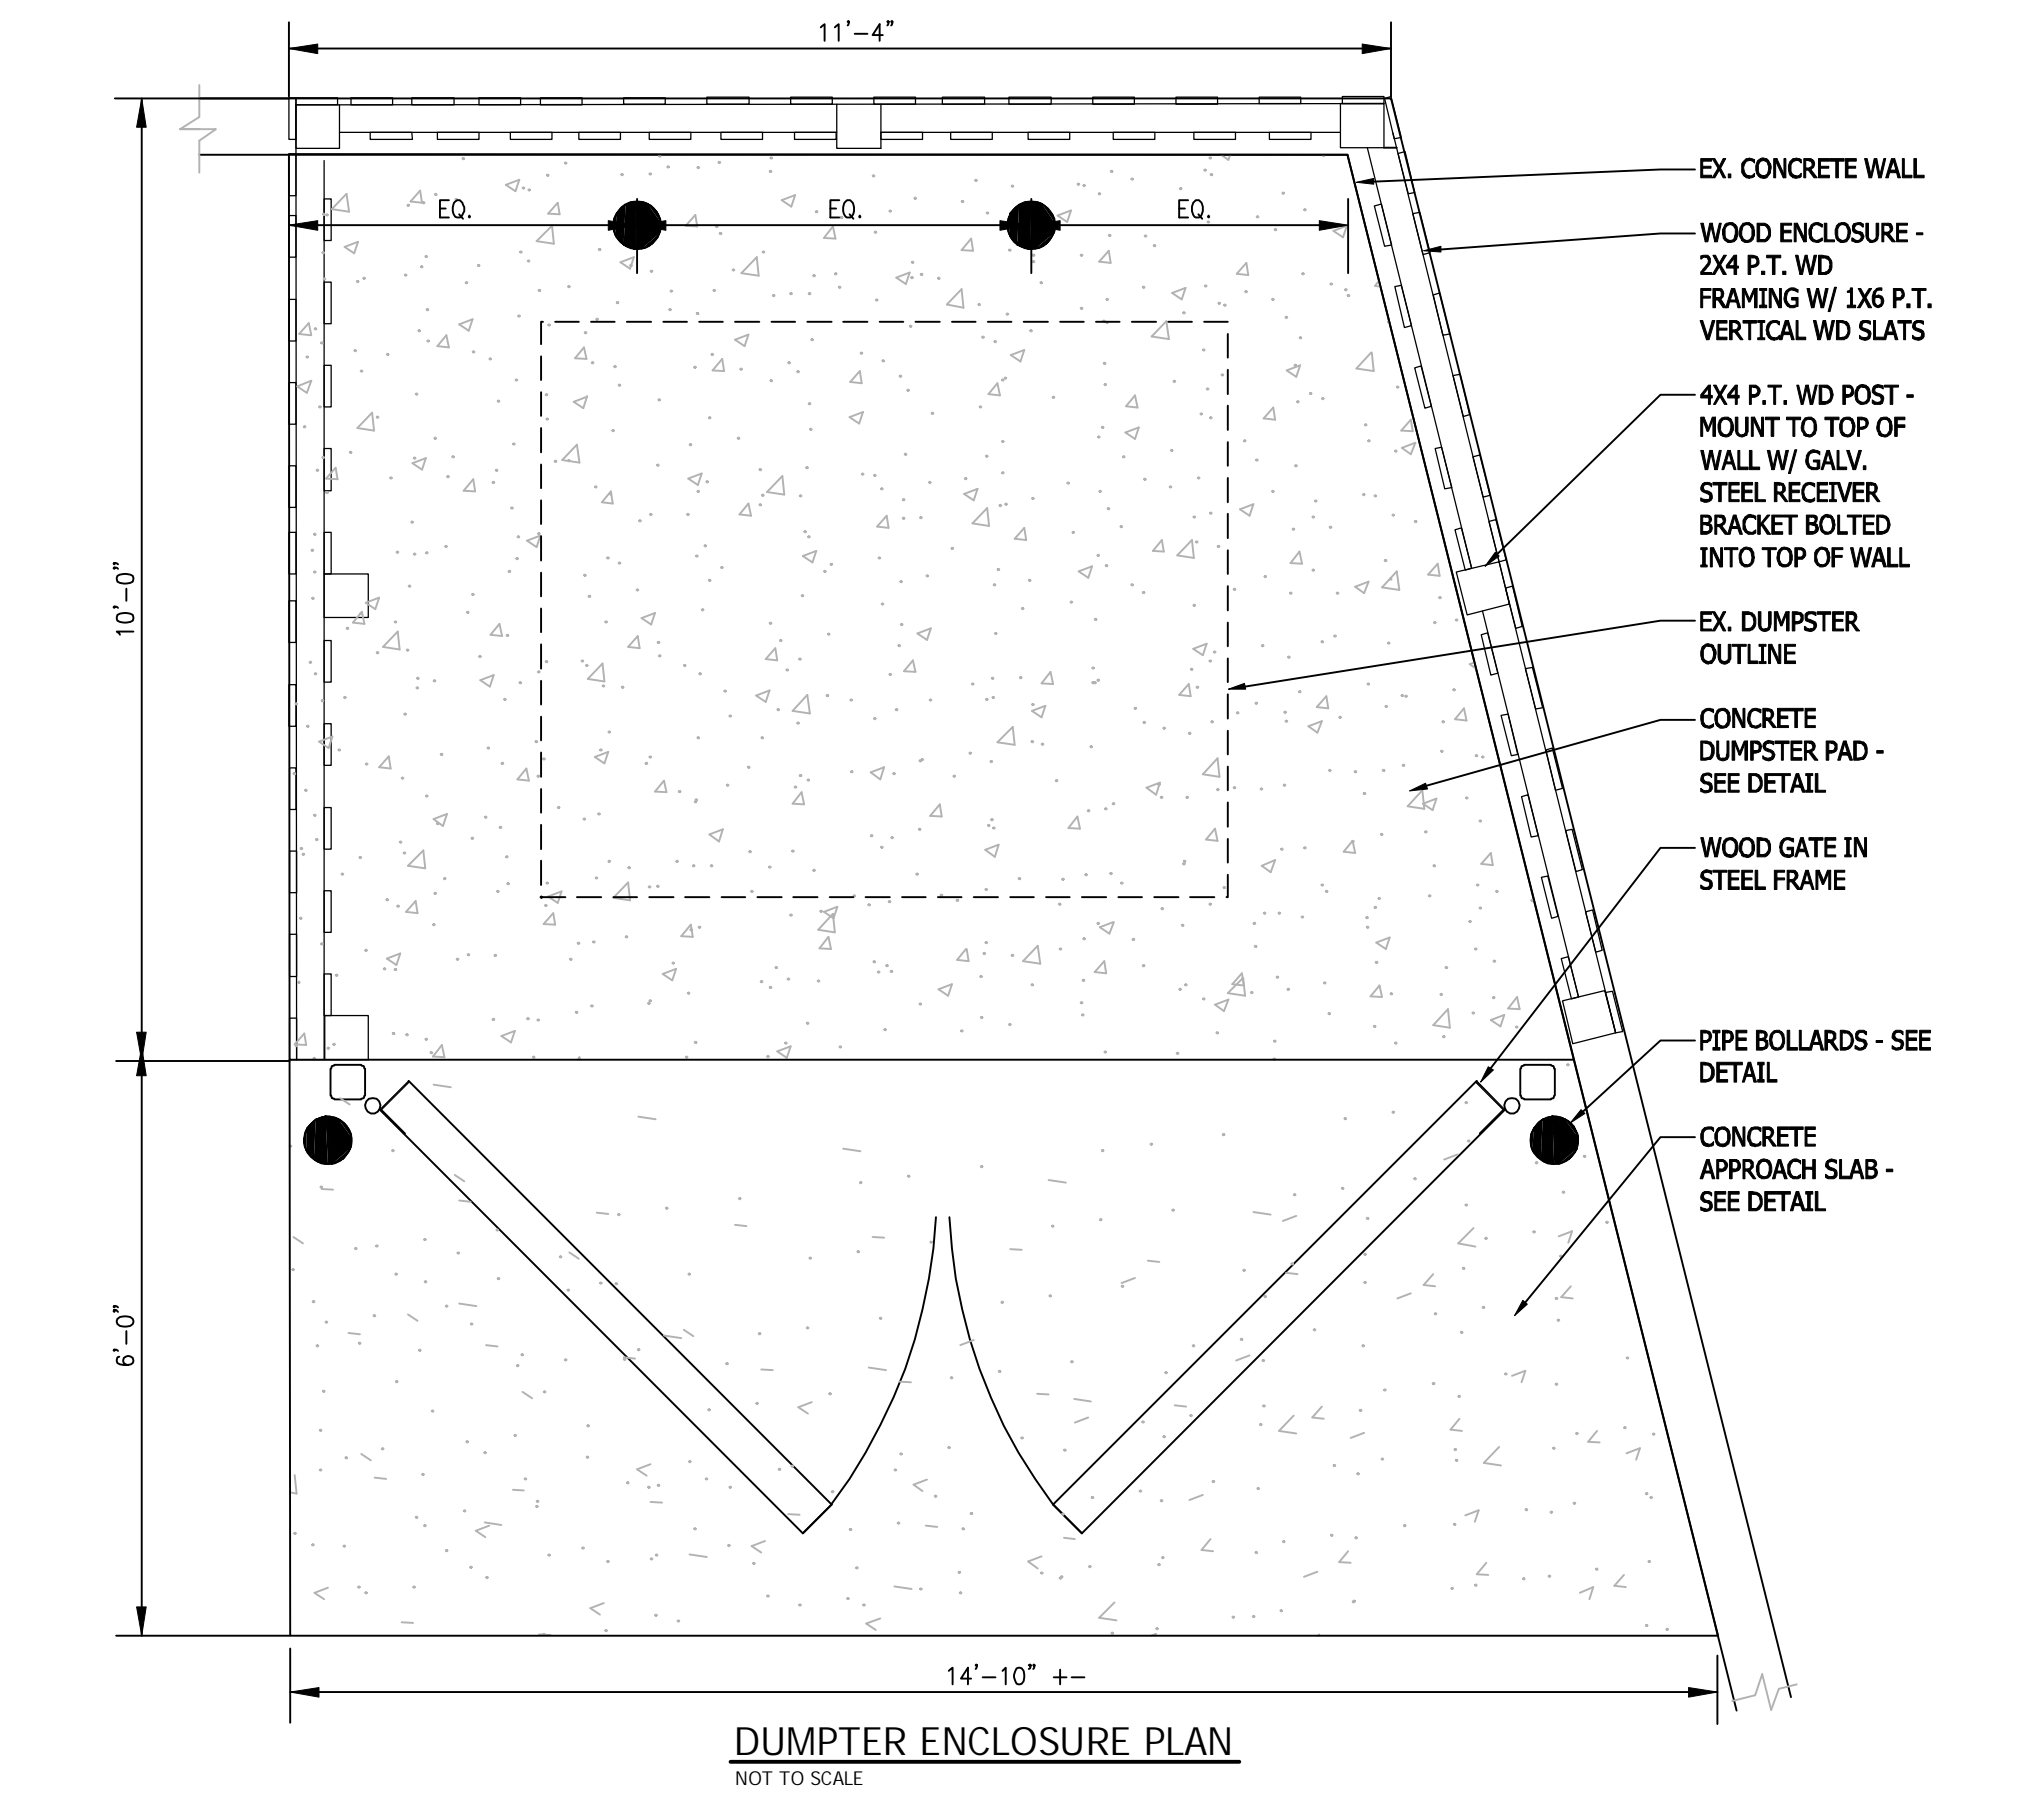 11'-4"
EX. CONCRETE WALL
EQ.
EQ.
EQ.
WOOD ENCLOSURE -
2X4 P.T. WD
FRAMING W/ 1X6 P.T.
VERTICAL WD SLATS
4X4 P.T. WD POST -
MOUNT TO TOP OF
WALL W/ GALV.
STEEL RECEIVER
BRACKET BOLTED
INTO TOP OF WALL
10'-0"
EX. DUMPSTER
OUTLINE
CONCRETE
DUMPSTER PAD -
SEE DETAIL
WOOD GATE IN
STEEL FRAME
PIPE BOLLARDS - SEE
DETAIL
CONCRETE
APPROACH SLAB -
SEE DETAIL
6'-0"
14'-10" +-
DUMPTER ENCLOSURE PLAN
NOT TO SCALE